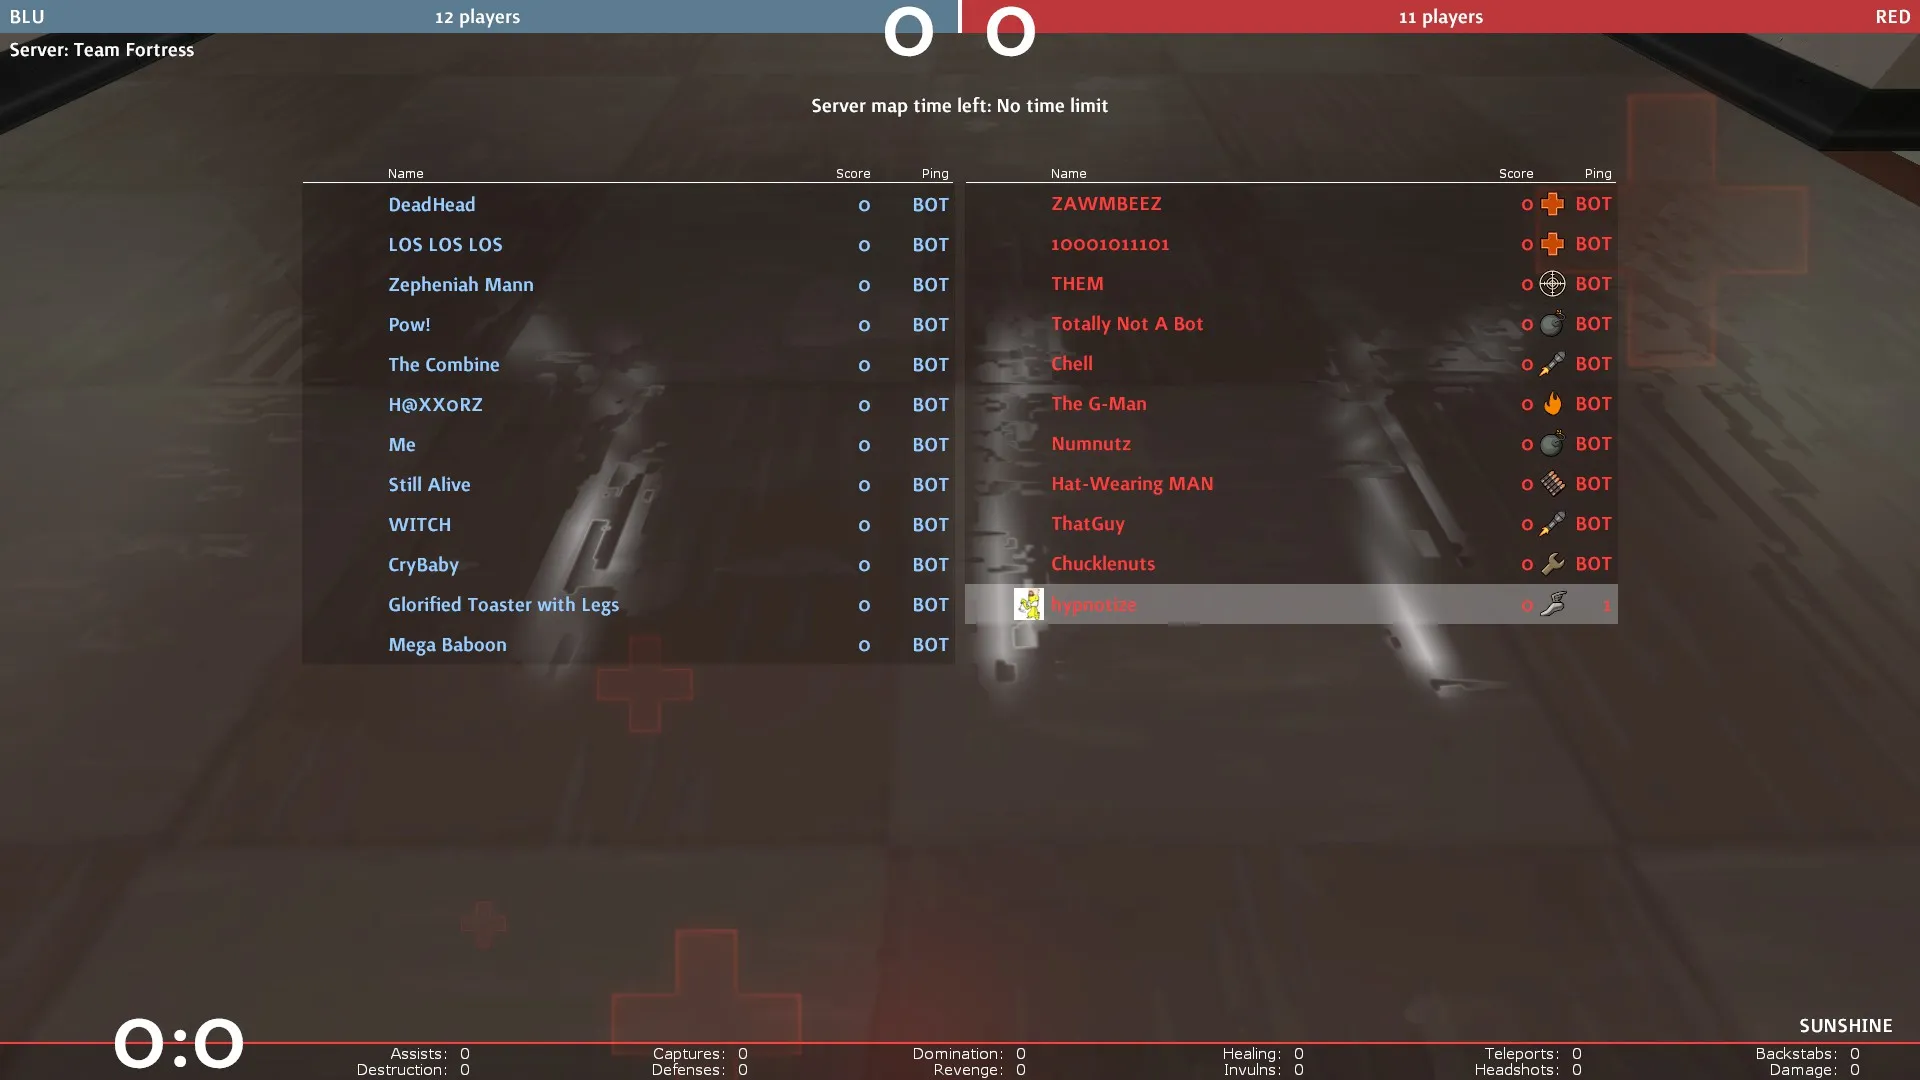 BLU 12 players 0 0 11 players RED
Server: Team Fortress
Server map time left: No time limit
Name Score Ping
DeadHead 0 BOT
LOS LOS LOS 0 BOT
Zepheniah Mann 0 BOT
Pow! 0 BOT
The Combine 0 BOT
H@XX0RZ 0 BOT
Me 0 BOT
Still Alive 0 BOT
WITCH 0 BOT
CryBaby 0 BOT
Glorified Toaster with Legs 0 BOT
Mega Baboon 0 BOT
Name Score Ping
ZAWMBEEZ 0 BOT
10001011101 0 BOT
THEM 0 BOT
Totally Not A Bot 0 BOT
Chell 0 BOT
The G-Man 0 BOT
Numnutz 0 BOT
Hat-Wearing MAN 0 BOT
ThatGuy 0 BOT
Chucklenuts 0 BOT
hypnotize 0 1
SUNSHINE
0:0
Assists: 0 Captures: 0 Domination: 0 Healing: 0 Teleports: 0 Backstabs: 0
Destruction: 0 Defenses: 0 Revenge: 0 Invulns: 0 Headshots: 0 Damage: 0